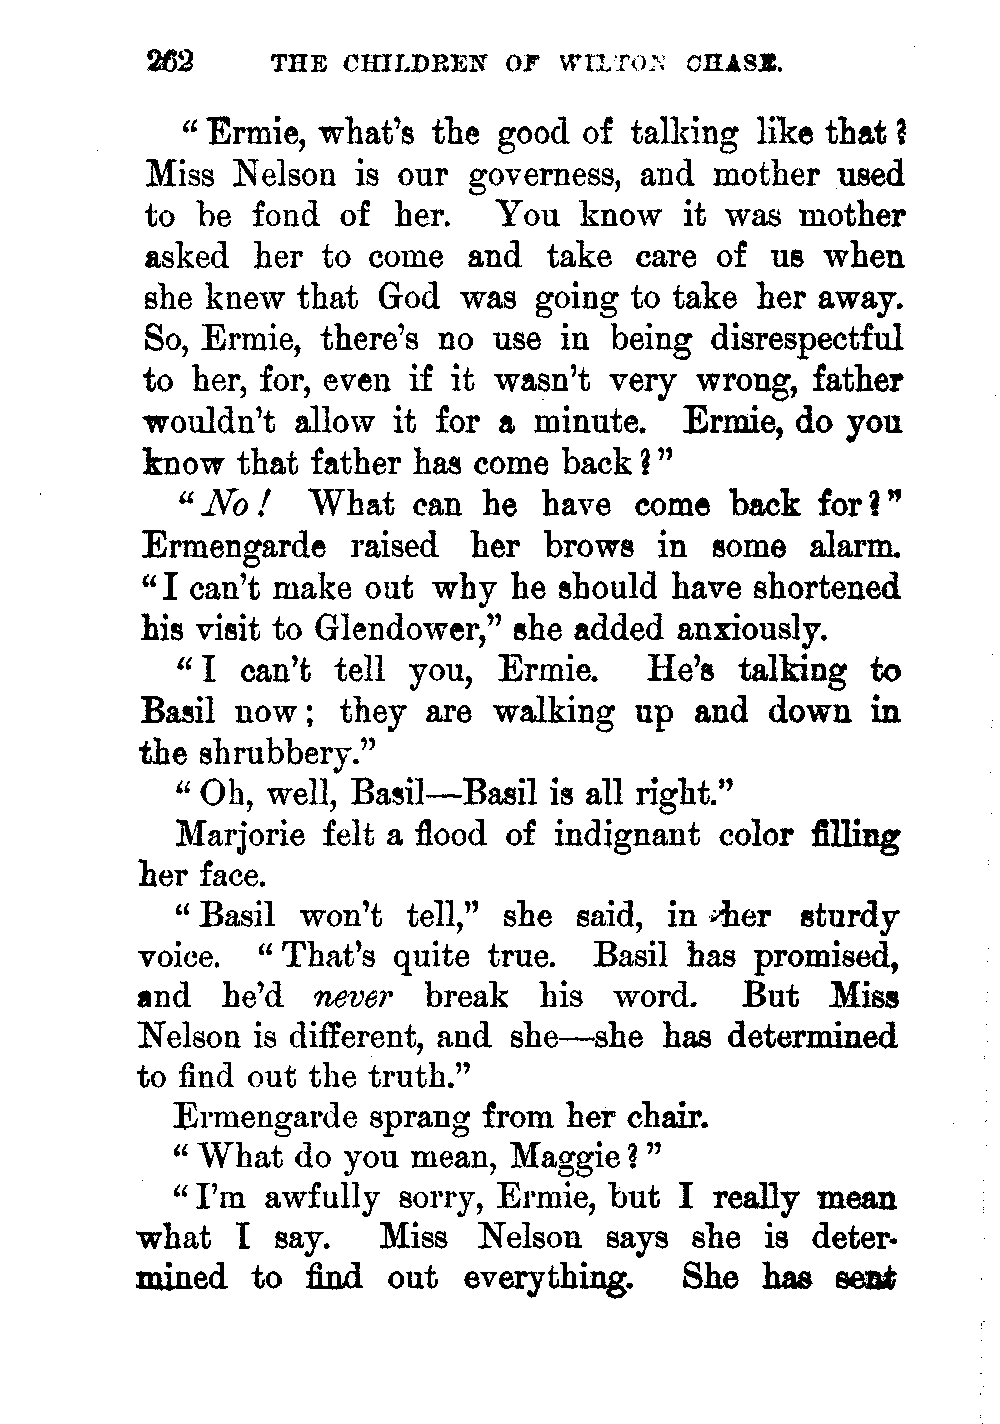 262 THE CHILDREN OF WILTON CHASE.
“Ermie, what’s the good of talking like that?
Miss Nelson is our governess, and mother used
to be fond of her. You know it was mother
asked her to come and take care of us when
she knew that God was going to take her away.
So, Ermie, there’s no use in being disrespectful
to her, for, even if it wasn’t very wrong, father
wouldn’t allow it for a minute. Ermie, do you
know that father has come back?”
“No! What can he have come back for?”
Ermengarde raised her brows in some alarm.
“I can’t make out why he should have shortened
his visit to Glendower,” she added anxiously.
“I can’t tell you, Ermie. He’s talking to
Basil now; they are walking up and down in
the shrubbery.”
“Oh, well, Basil—Basil is all right.”
Marjorie felt a flood of indignant color filling
her face.
“Basil won’t tell,” she said, in her sturdy
voice. “That’s quite true. Basil has promised,
and he’d never break his word. But Miss
Nelson is different, and she—she has determined
to find out the truth.”
Ermengarde sprang from her chair.
“What do you mean, Maggie?”
“I’m awfully sorry, Ermie, but I really mean
what I say. Miss Nelson says she is deter-
mined to find out everything. She has sent